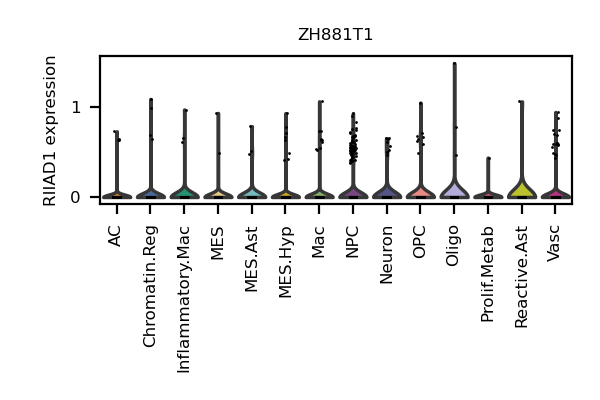 ZH881T1
RIIAD1 expression
1
0
AC
Chromatin.Reg
Inflammatory.Mac
MES
MES.Ast
MES.Hyp
Mac
NPC
Neuron
OPC
Oligo
Prolif.Metab
Reactive.Ast
Vasc